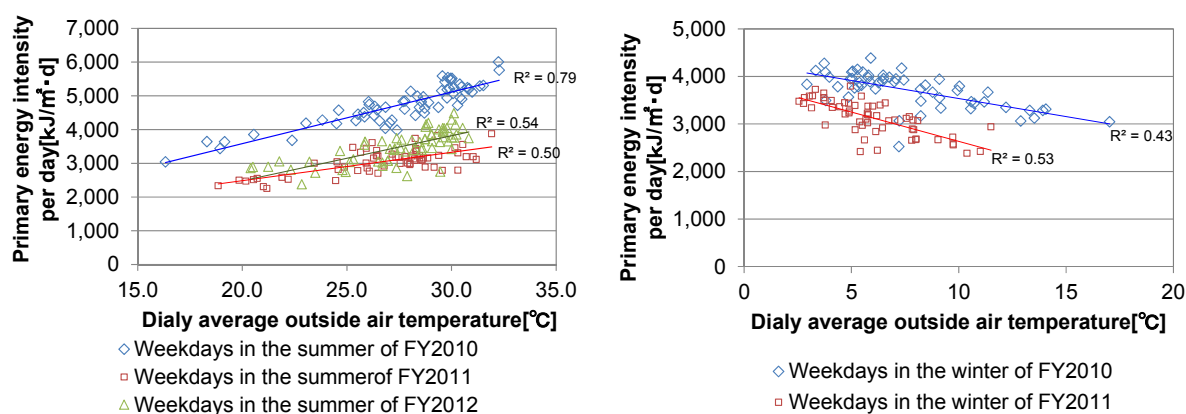 Primary energy intensity
per day[kJ/㎡・d]
7,000
6,000
5,000
4,000
3,000
2,000
1,000
0
15.0
20.0
25.0
30.0
35.0
R² = 0.79
R² = 0.54
R² = 0.50
Dialy average outside air temperature[℃]
Weekdays in the summer of FY2010
Weekdays in the summerof FY2011
Weekdays in the summer of FY2012
Primary energy intensity
per day[kJ/㎡・d]
5,000
4,000
3,000
2,000
1,000
0
0
5
10
15
20
R² = 0.43
R² = 0.53
Dialy average outside air temperature[℃]
Weekdays in the winter of FY2010
Weekdays in the winter of FY2011